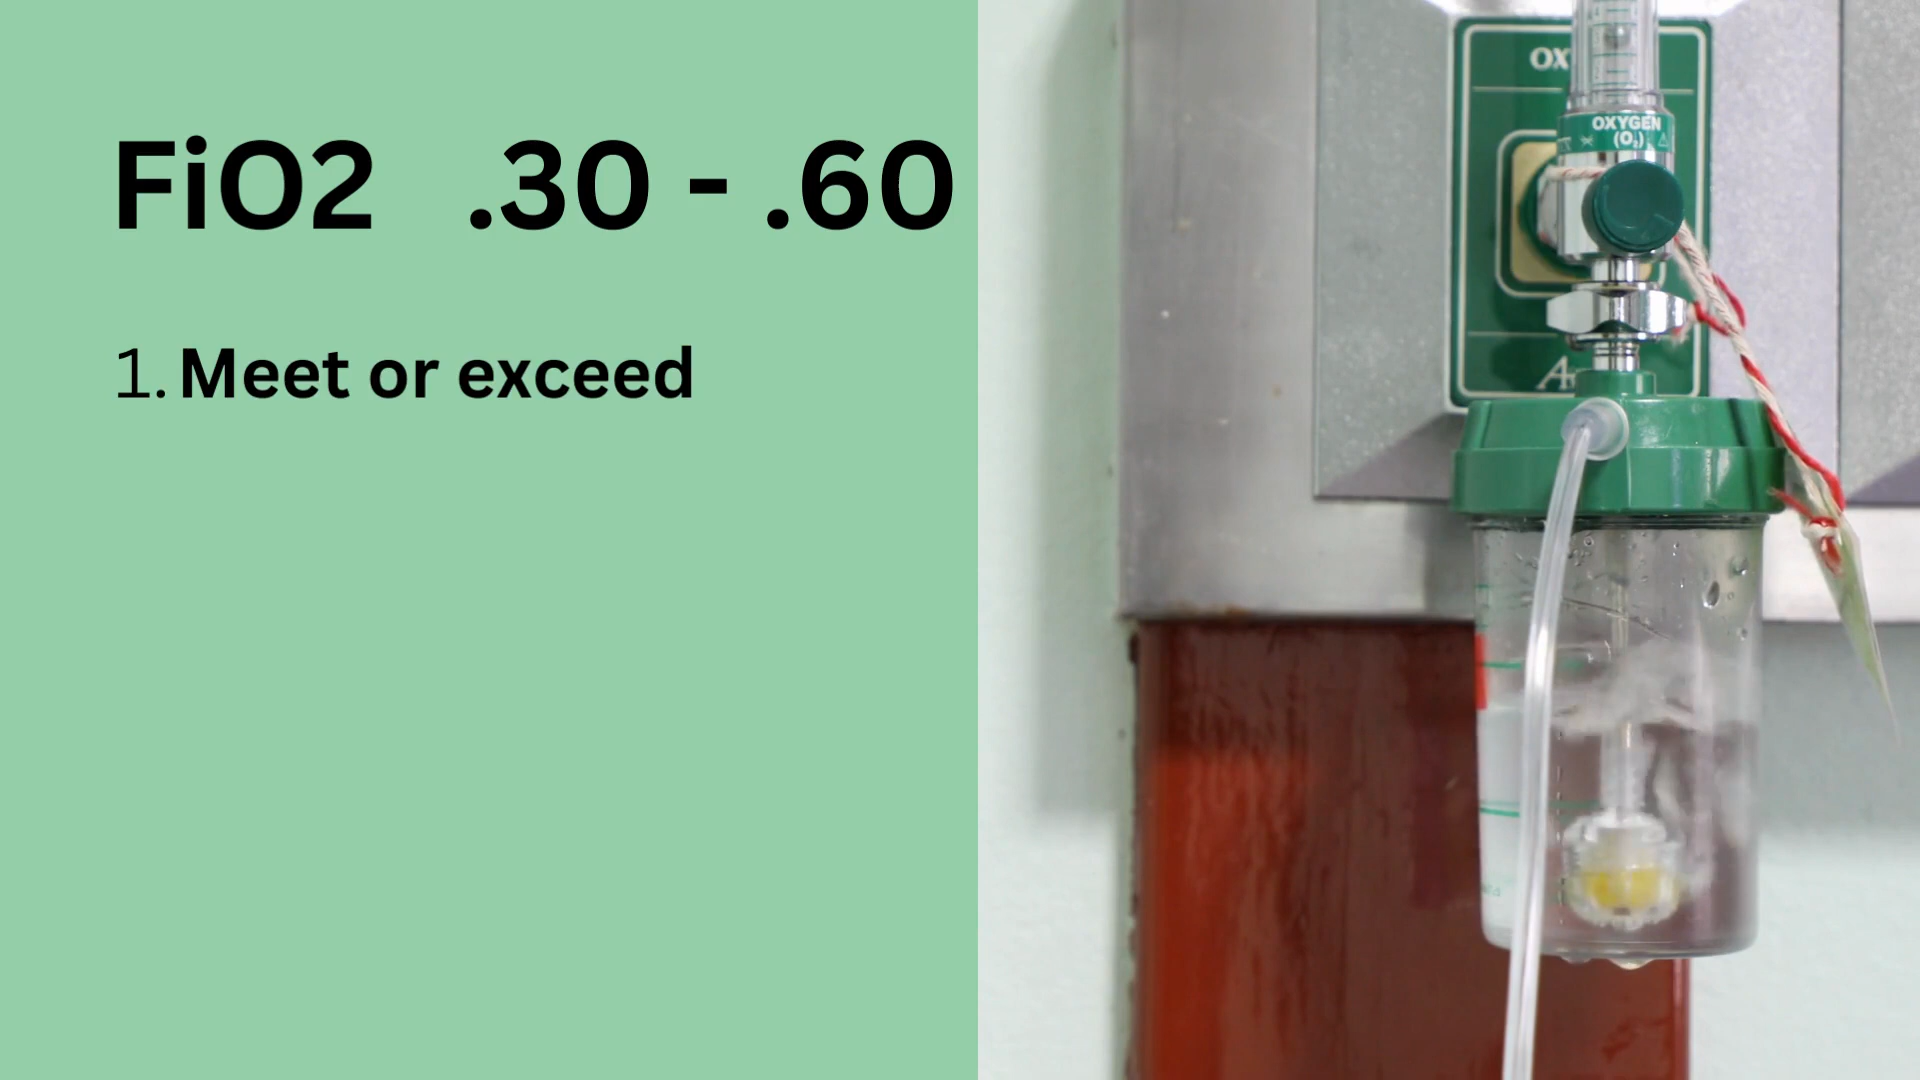 FiO2 .30 - .60
1. Meet or exceed
OXYGEN
(O₂)